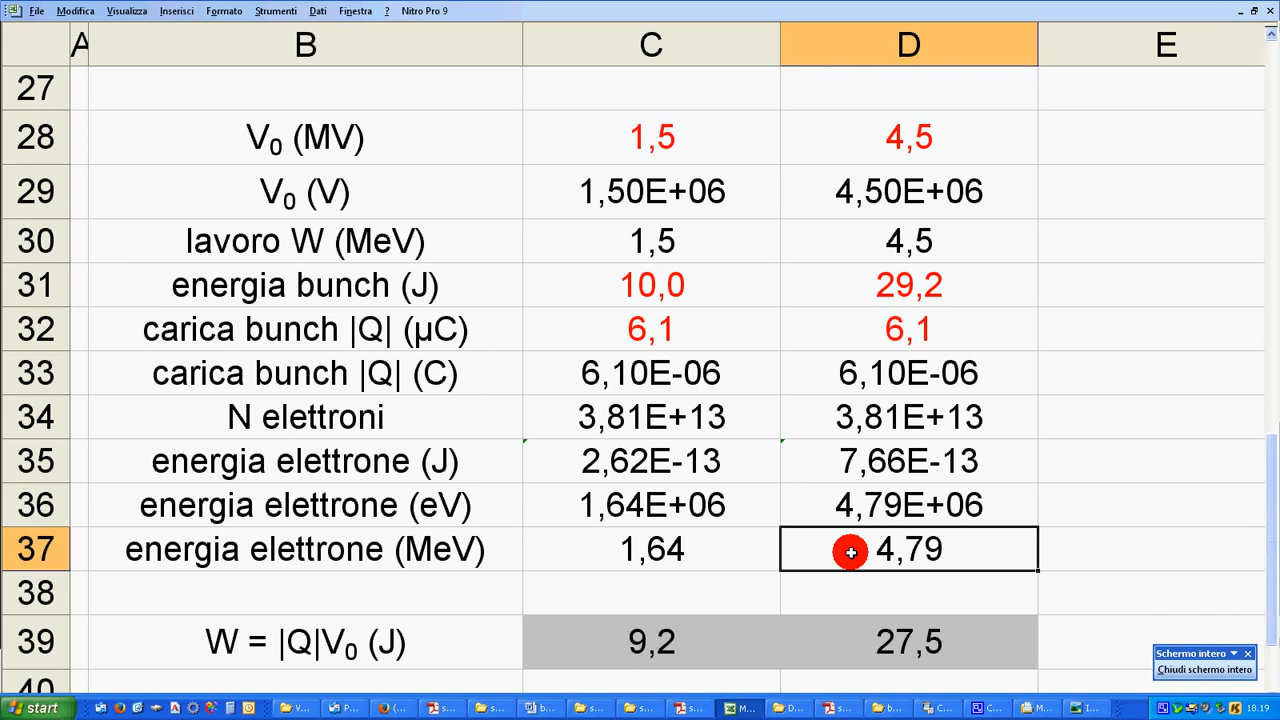 File Modifica Visualizza Inserisci Formato Strumenti Dati Finestra ? Nitro Pro 9
A B C D E
27
28 V₀ (MV) 1,5 4,5
29 V₀ (V) 1,50E+06 4,50E+06
30 lavoro W (MeV) 1,5 4,5
31 energia bunch (J) 10,0 29,2
32 carica bunch |Q| (µC) 6,1 6,1
33 carica bunch |Q| (C) 6,10E-06 6,10E-06
34 N elettroni 3,81E+13 3,81E+13
35 energia elettrone (J) 2,62E-13 7,66E-13
36 energia elettrone (eV) 1,64E+06 4,79E+06
37 energia elettrone (MeV) 1,64 4,79
38
39 W = |Q|V₀ (J) 9,2 27,5
40
Schermo intero
Chiudi schermo intero
start V... P... (... s... b... s... s... s... M... D... s... b... C... C... M... I... 18.19